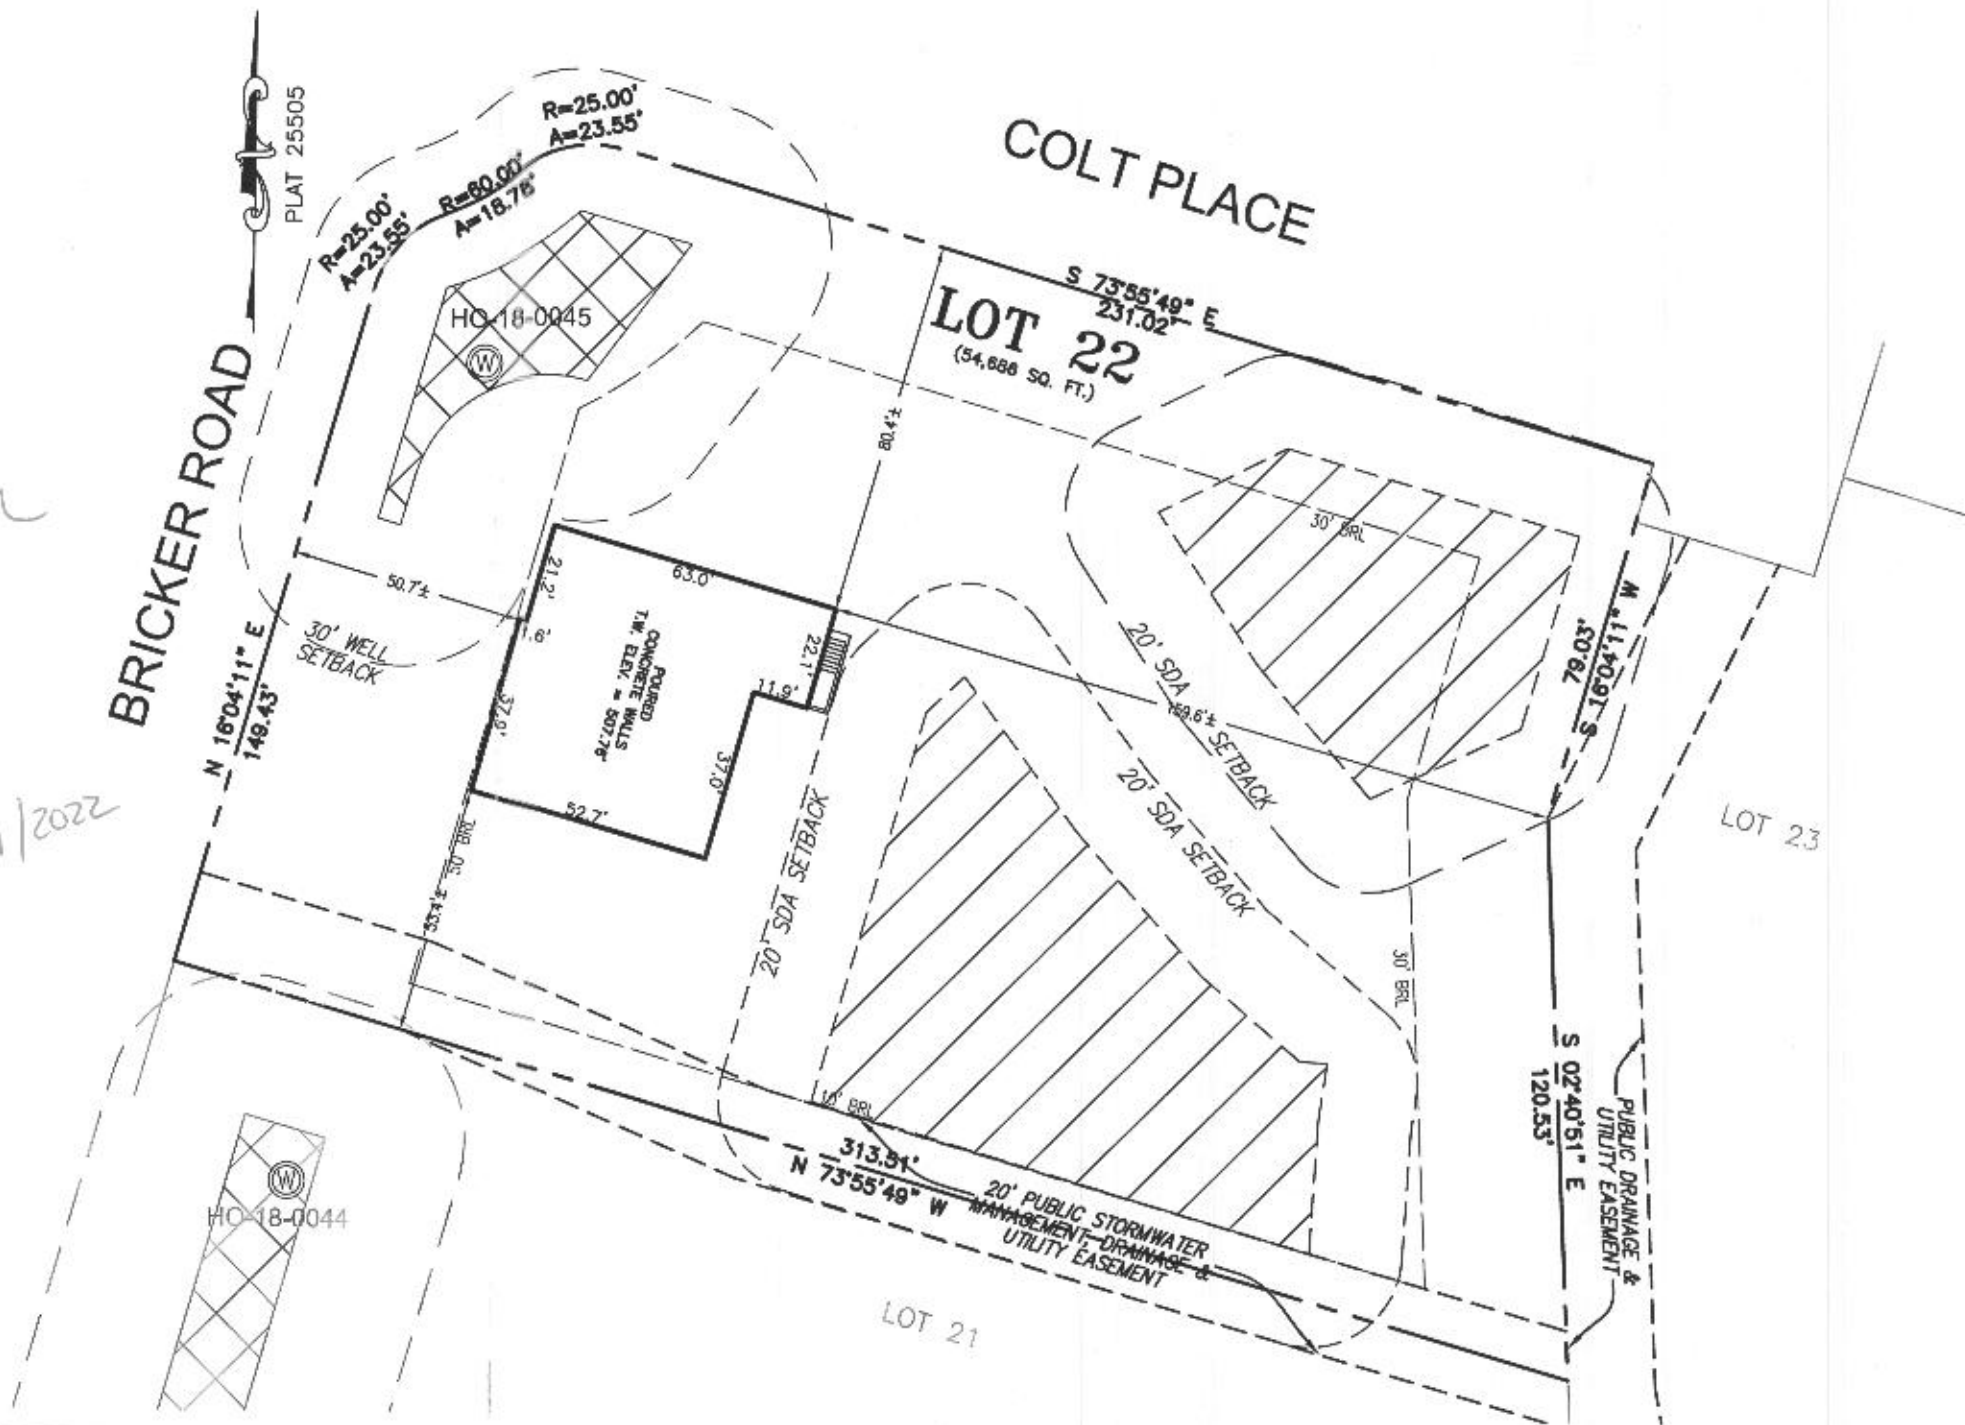 PLAT 25505
R=25.00'
A=23.55'
R=60.00'
A=18.76'
R=25.00'
A=23.55'
COLT PLACE
S 73°55'49" E
231.02'
LOT 22
(54,686 SQ. FT.)
HO-18-0045
W
BRICKER ROAD
80.4'±
30' BRL
50.7'±
21.2'
63.0'
1.6'
22.1'
11.9'
37.9'
37.0'
52.7'
POURED
CONCRETE WALLS
T.W. ELEV. = 507.76'
30' WELL
SETBACK
N 16°04'11" E
149.43'
20' SDA SETBACK
20' SDA SETBACK
20' SDA SETBACK
79.03'
S 16°04'11" W
LOT 23
/2022
50' BRL
53.4'±
30' BRL
10' BRL
S 02°40'51" E
120.53'
PUBLIC DRAINAGE &
UTILITY EASEMENT
313.51'
N 73°55'49" W
20' PUBLIC STORMWATER
MANAGEMENT, DRAINAGE &
UTILITY EASEMENT
W
HO-18-0044
LOT 21